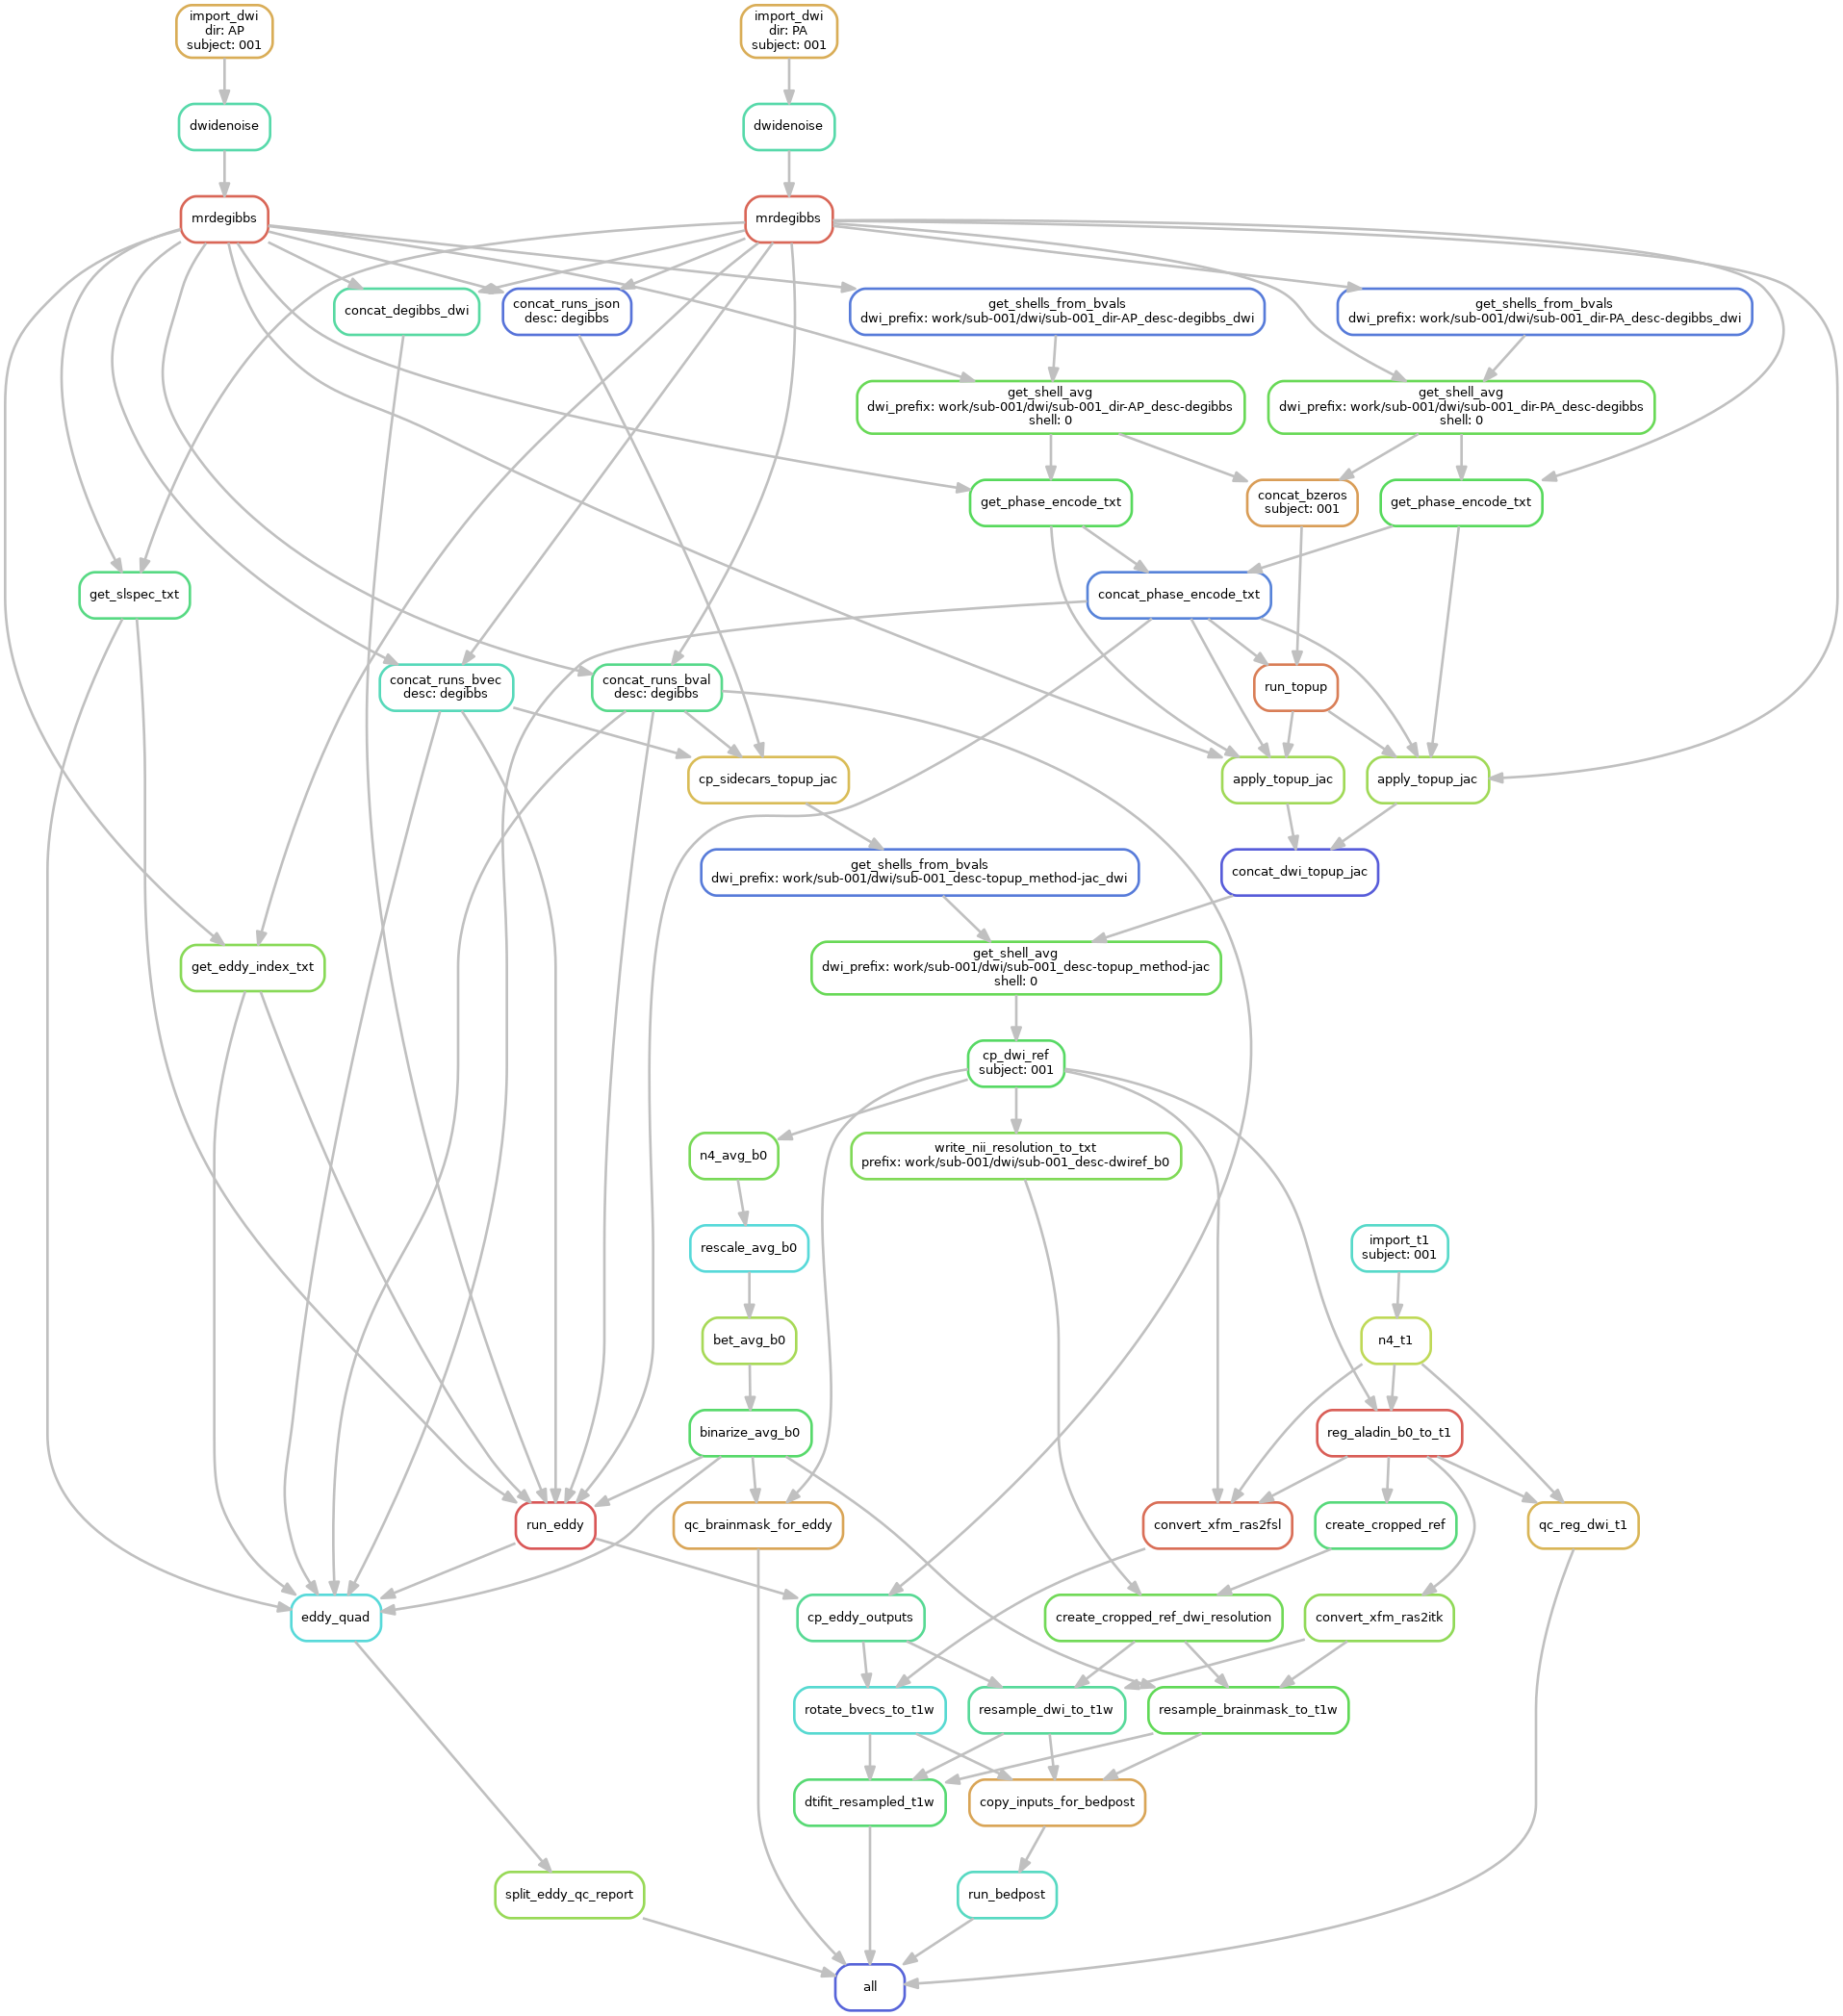 import_dwi
dir: AP
subject: 001
import_dwi
dir: PA
subject: 001
dwidenoise
dwidenoise
mrdegibbs
mrdegibbs
concat_degibbs_dwi
concat_runs_json
desc: degibbs
get_shells_from_bvals
dwi_prefix: work/sub-001/dwi/sub-001_dir-AP_desc-degibbs_dwi
get_shells_from_bvals
dwi_prefix: work/sub-001/dwi/sub-001_dir-PA_desc-degibbs_dwi
get_shell_avg
dwi_prefix: work/sub-001/dwi/sub-001_dir-AP_desc-degibbs
shell: 0
get_shell_avg
dwi_prefix: work/sub-001/dwi/sub-001_dir-PA_desc-degibbs
shell: 0
get_phase_encode_txt
concat_bzeros
subject: 001
get_phase_encode_txt
get_slspec_txt
concat_phase_encode_txt
concat_runs_bvec
desc: degibbs
concat_runs_bval
desc: degibbs
run_topup
cp_sidecars_topup_jac
apply_topup_jac
apply_topup_jac
get_shells_from_bvals
dwi_prefix: work/sub-001/dwi/sub-001_desc-topup_method-jac_dwi
concat_dwi_topup_jac
get_eddy_index_txt
get_shell_avg
dwi_prefix: work/sub-001/dwi/sub-001_desc-topup_method-jac
shell: 0
cp_dwi_ref
subject: 001
n4_avg_b0
write_nii_resolution_to_txt
prefix: work/sub-001/dwi/sub-001_desc-dwiref_b0
rescale_avg_b0
import_t1
subject: 001
bet_avg_b0
n4_t1
binarize_avg_b0
reg_aladin_b0_to_t1
run_eddy
qc_brainmask_for_eddy
convert_xfm_ras2fsl
create_cropped_ref
qc_reg_dwi_t1
eddy_quad
cp_eddy_outputs
create_cropped_ref_dwi_resolution
convert_xfm_ras2itk
rotate_bvecs_to_t1w
resample_dwi_to_t1w
resample_brainmask_to_t1w
dtifit_resampled_t1w
copy_inputs_for_bedpost
split_eddy_qc_report
run_bedpost
all